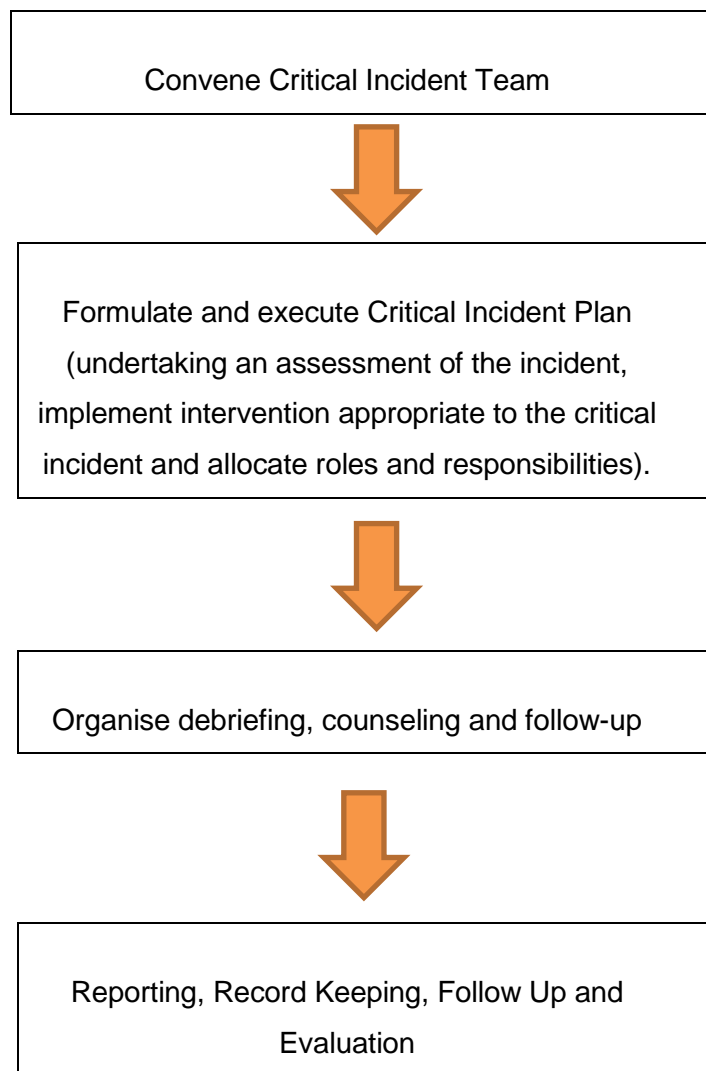 Convene Critical Incident Team
Formulate and execute Critical Incident Plan
(undertaking an assessment of the incident,
implement intervention appropriate to the critical
incident and allocate roles and responsibilities).
Organise debriefing, counseling and follow-up
Reporting, Record Keeping, Follow Up and
Evaluation